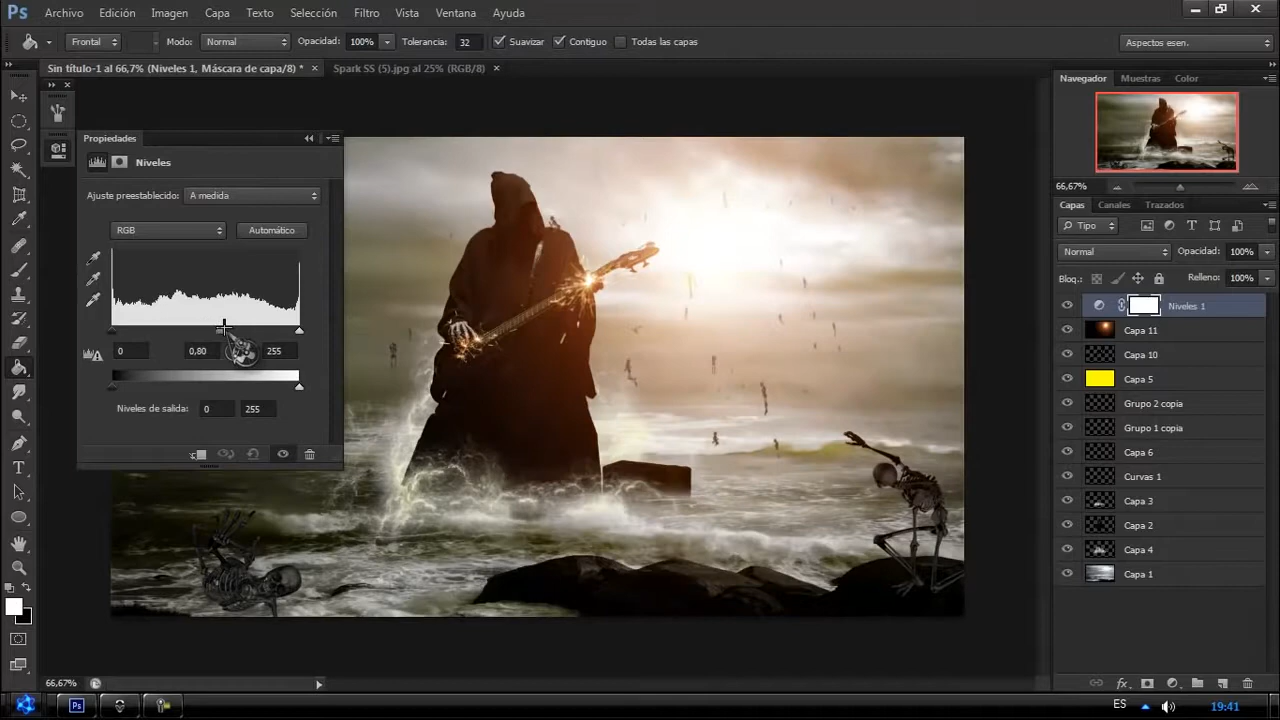 Ps Archivo Edición Imagen Capa Texto Selección Filtro Vista Ventana Ayuda
Frontal Modo: Normal Opacidad: 100% Tolerancia: 32 Suavizar Contiguo Todas las capas Aspectos esen.
Sin título-1 al 66,7% (Niveles 1, Máscara de capa/8) * × Spark SS (5).jpg al 25% (RGB/8) ×
Navegador Muestras Color
Propiedades
Niveles
Ajuste preestablecido: A medida
66,67%
Capas Canales Trazados
Tipo
RGB Automático
Normal Opacidad: 100%
Bloq.: Relleno: 100%
Niveles 1
Capa 11
0 0,80 255
Capa 10
Capa 5
Niveles de salida: 0 255
Grupo 2 copia
Grupo 1 copia
Capa 6
Curvas 1
Capa 3
Capa 2
Capa 4
Capa 1
T
66,67%
fx
Ps
ES 19:41